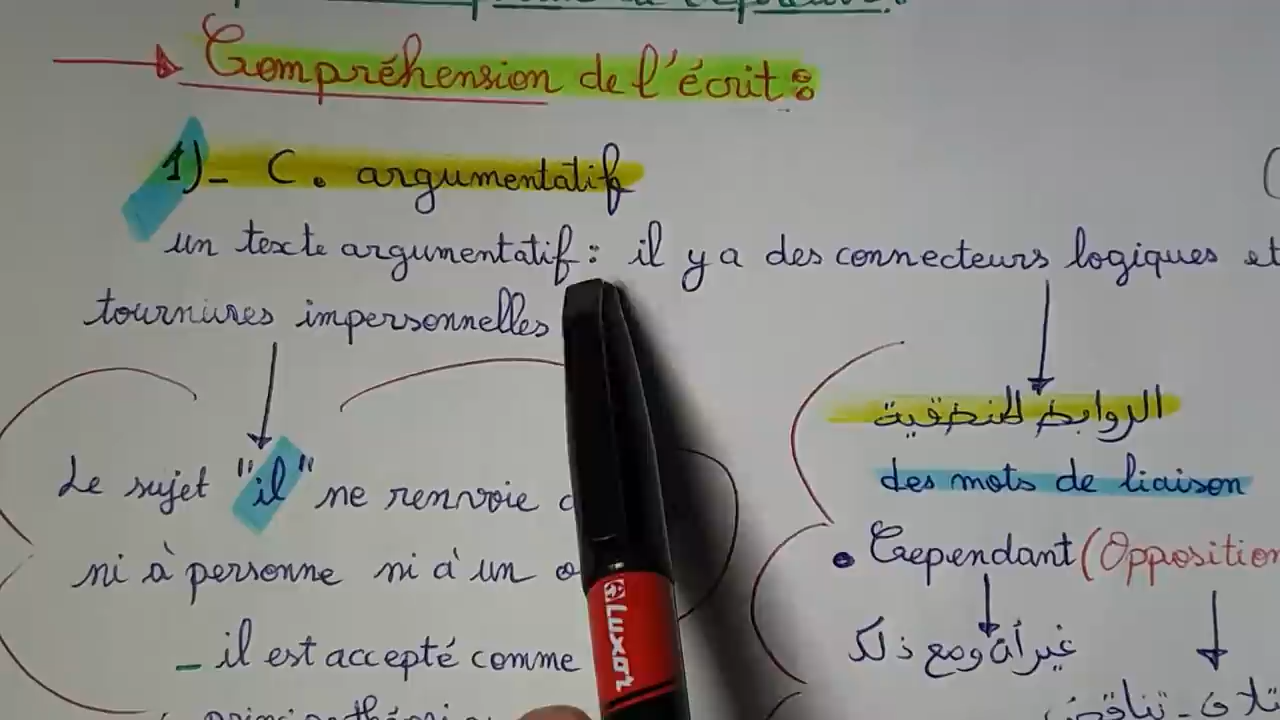 Compréhension de l'écrit :
1)_ C. argumentatif
un texte argumentatif : il y a des connecteurs logiques et
tournures impersonnelles
Le sujet "il" ne renvoie
ni à personne ni à un
_ il est accepté comme
الروابط المنطقية
des mots de liaison
• Cependant (Opposition
غير أن ومع ذلك
تناقض
LUXOR